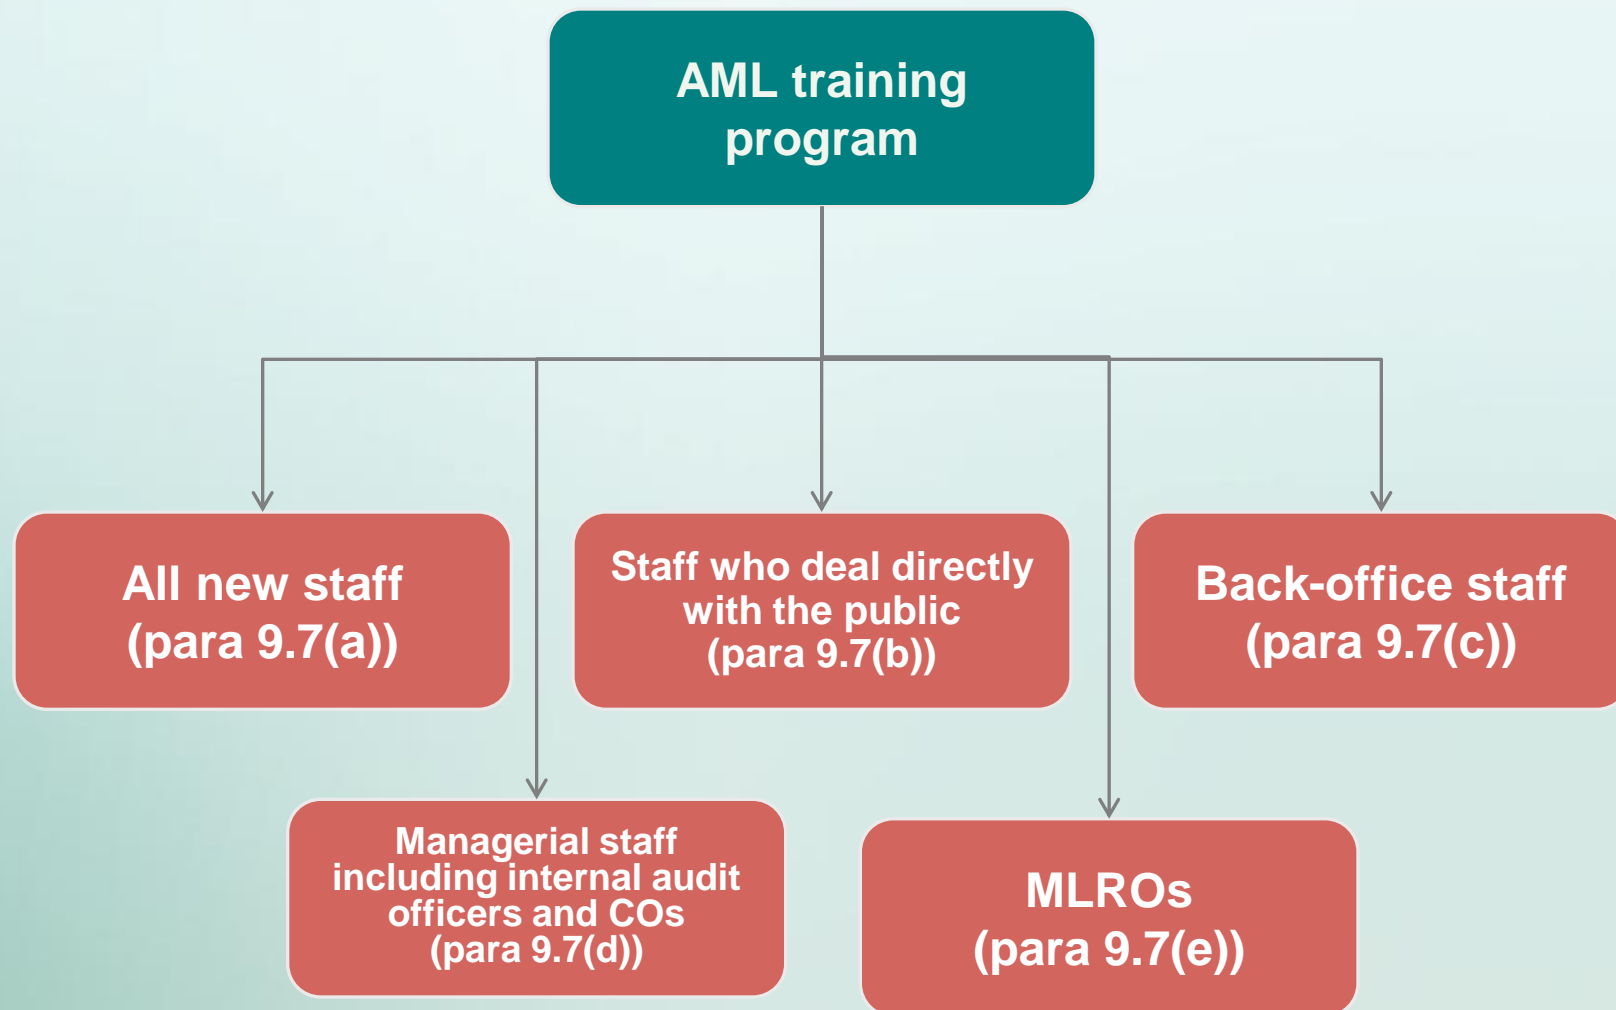 AML training
program
All new staff
(para 9.7(a))
Staff who deal directly
with the public
(para 9.7(b))
Back-office staff
(para 9.7(c))
Managerial staff
including internal audit
officers and COs
(para 9.7(d))
MLROs
(para 9.7(e))